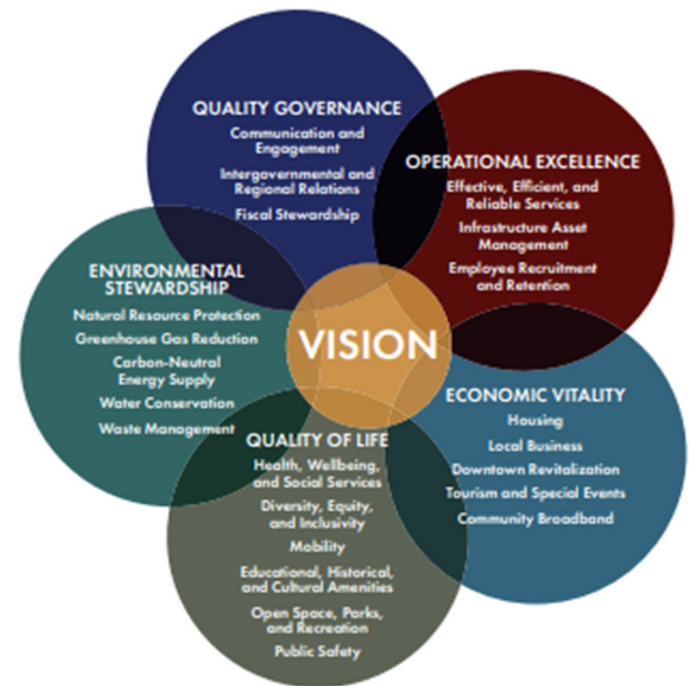 QUALITY GOVERNANCE
Communication and
Engagement
Intergovernmental and
Regional Relations
Fiscal Stewardship
OPERATIONAL EXCELLENCE
Effective, Efficient, and
Reliable Services
Infrastructure Asset
Management
Employee Recruitment
and Retention
ENVIRONMENTAL
STEWARDSHIP
Natural Resource Protection
Greenhouse Gas Reduction
Carbon-Neutral
Energy Supply
Water Conservation
Waste Management
VISION
ECONOMIC VITALITY
Housing
Local Business
Downtown Revitalization
Tourism and Special Events
Community Broadband
QUALITY OF LIFE
Health, Wellbeing,
and Social Services
Diversity, Equity,
and Inclusivity
Mobility
Educational, Historical,
and Cultural Amenities
Open Space, Parks,
and Recreation
Public Safety